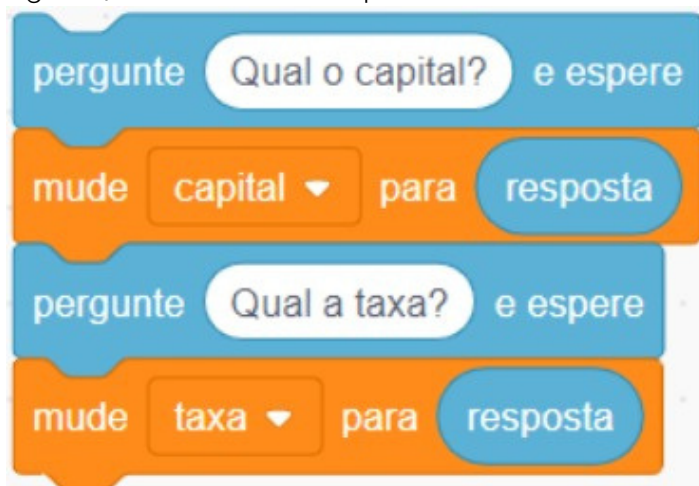 pergunte Qual o capital? e espere
mude capital para resposta
pergunte Qual a taxa? e espere
mude taxa para resposta